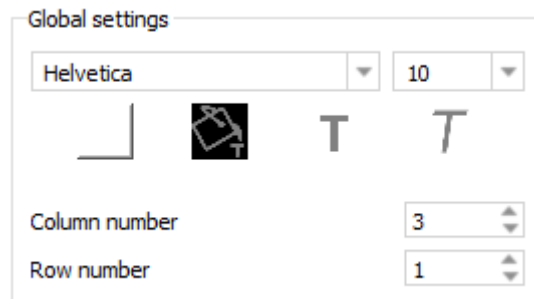 Global settings
Helvetica 10
T T T
Column number 3
Row number 1